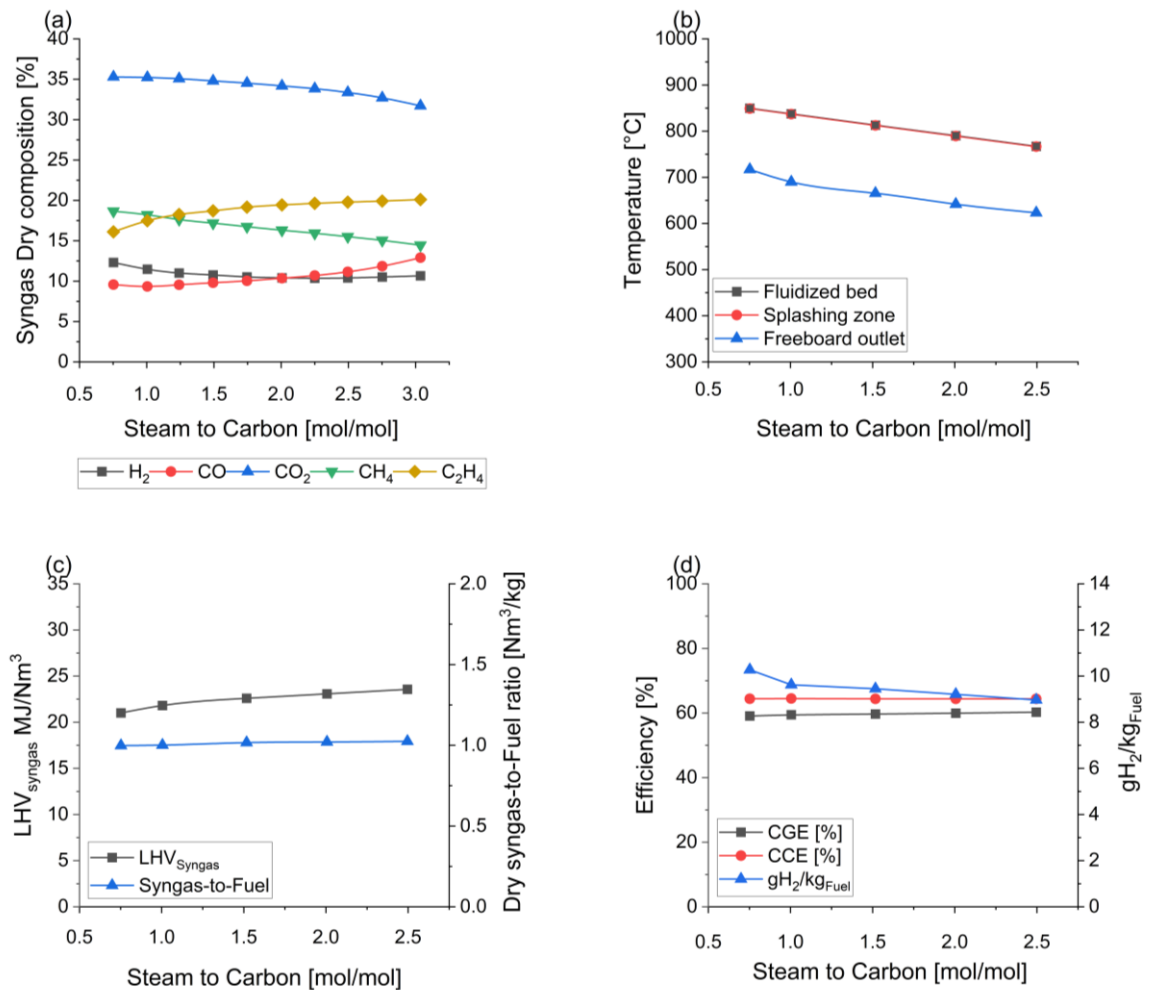 (a)
Syngas Dry composition [%]
40
35
30
25
20
15
10
5
0
0.5 1.0 1.5 2.0 2.5 3.0
Steam to Carbon [mol/mol]
H₂ CO CO₂ CH₄ C₂H₄
(b)
Temperature [°C]
1000
900
800
700
600
500
400
300
Fluidized bed
Splashing zone
Freeboard outlet
0.5 1.0 1.5 2.0 2.5
Steam to Carbon [mol/mol]
(c)
LHVsyngas MJ/Nm³
35
30
25
20
15
10
5
0
LHVSyngas
Syngas-to-Fuel
2.0
1.5
1.0
0.5
0.0
Dry syngas-to-Fuel ratio [Nm³/kg]
0.5 1.0 1.5 2.0 2.5
Steam to Carbon [mol/mol]
(d)
Efficiency [%]
100
80
60
40
20
0
CGE [%]
CCE [%]
gH₂/kgFuel
14
12
10
8
6
4
2
0
gH₂/kgFuel
0.5 1.0 1.5 2.0 2.5
Steam to Carbon [mol/mol]